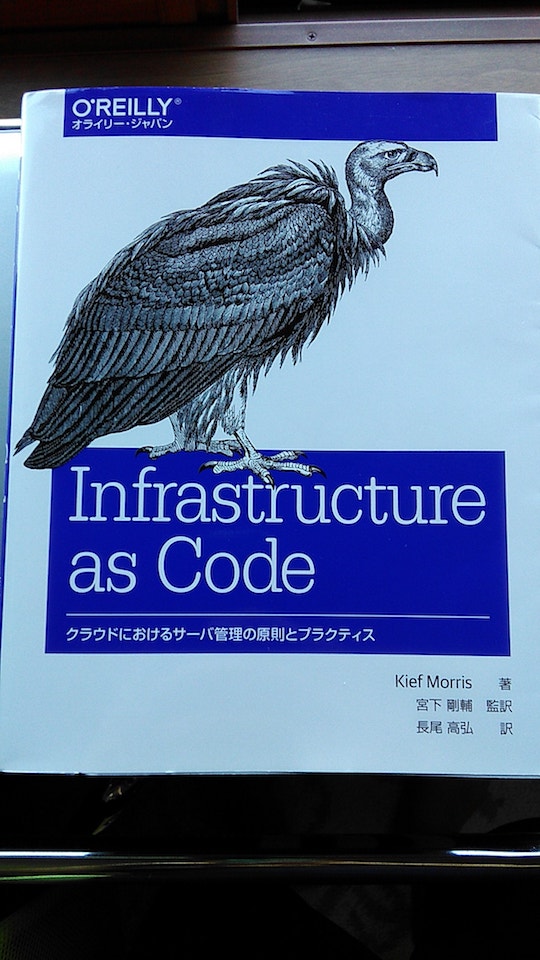 O'REILLY®
オライリー・ジャパン
Infrastructure
as Code
クラウドにおけるサーバ管理の原則とプラクティス
Kief Morris 著
宮下 剛輔 監訳
長尾 高弘 訳